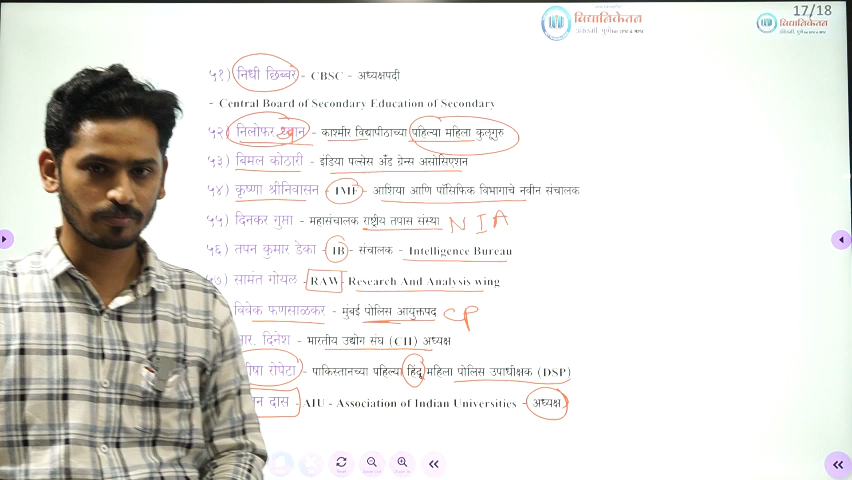 17/18
विद्यानिकेतन
विद्यानिकेतन
५१) निधी छिब्बर - CBSC - अध्यक्षपदी
- Central Board of Secondary Education of Secondary
५२) निलोफर खान - काश्मीर विद्यापीठाच्या पहिल्या महिला कुलगुरु
५३) बिमल कोठारी - इंडिया पल्सेस अँड ग्रेन्स असोसिएशन
५४) कृष्णा श्रीनिवासन - IMF - आशिया आणि पॉसिफिक विभागाचे नवीन संचालक
५५) दिनकर गुप्ता - महासंचालक राष्ट्रीय तपास संस्था NIA
५६) तपन कुमार डेका - IB - संचालक - Intelligence Bureau
५७) सामंत गोयल - RAW - Research And Analysis wing
विवेक फणसाळकर - मुंबई पोलिस आयुक्तपद CP
आर. दिनेश - भारतीय उद्योग संघ (CII) अध्यक्ष
रोपेटा - पाकिस्तानच्या पहिल्या हिंदू महिला पोलिस उपाधीक्षक (DSP)
दास - AIU - Association of Indian Universities - अध्यक्ष